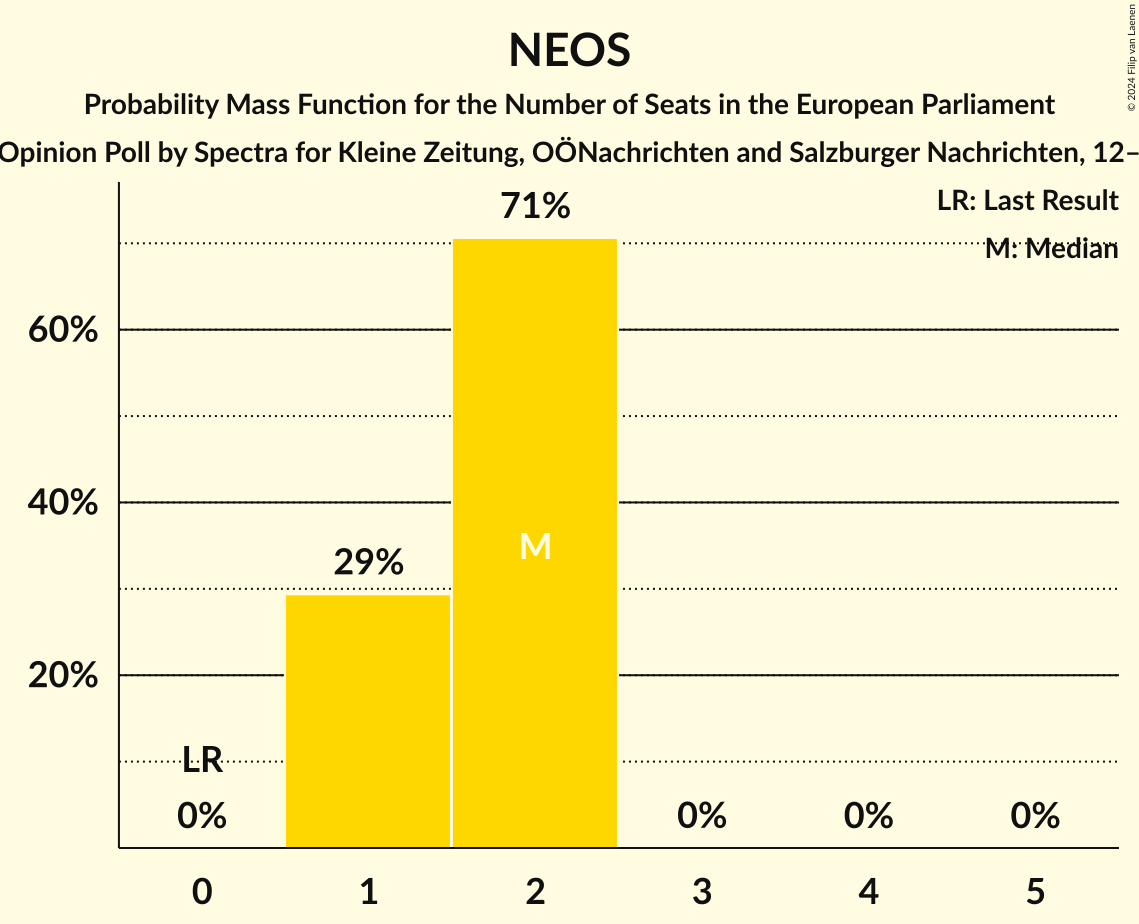 NEOS
Probability Mass Function for the Number of Seats in the European Parliament
Opinion Poll by Spectra for Kleine Zeitung, OÖNachrichten and Salzburger Nachrichten, 12–
© 2024 Filip van Laenen
LR: Last Result
M: Median
71%
60%
40%
M
29%
20%
LR
0%
0%
0%
0%
0
1
2
3
4
5